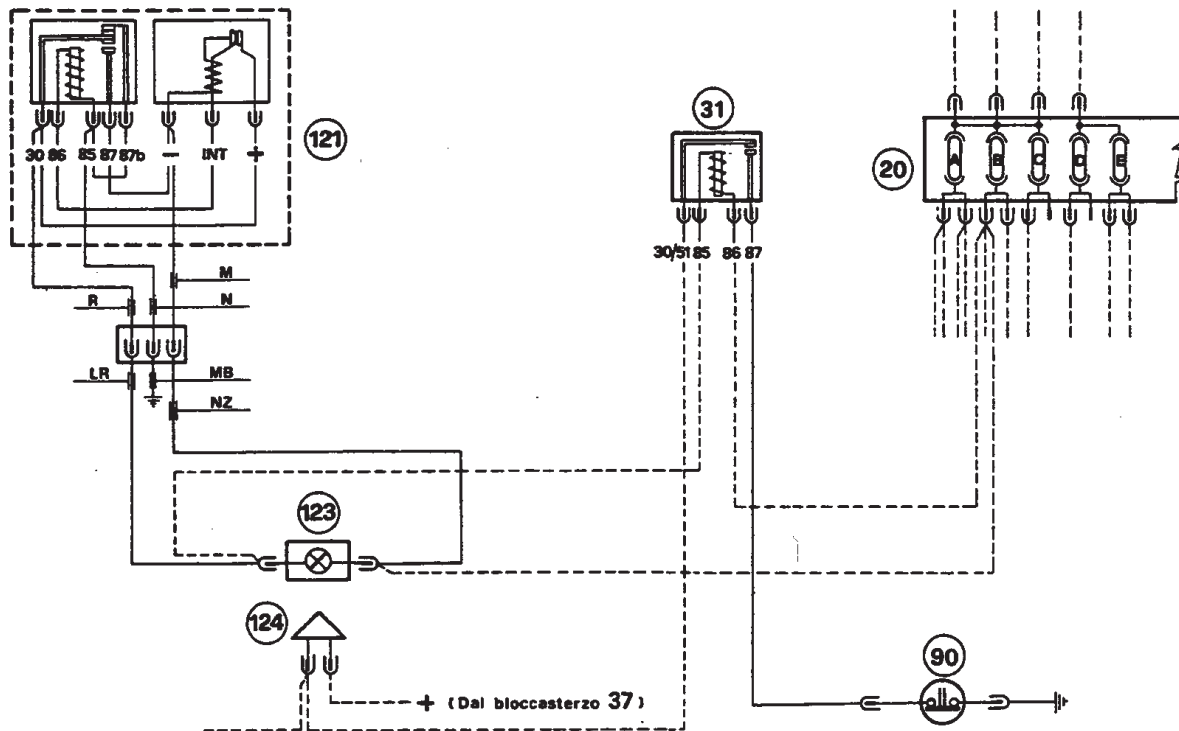 121
30 86 85 87 87b – INT +
31
30/51 85 86 87
20
A B C D E
M
R N
LR MB
NZ
123
124
+ (Dal bloccasterzo 37)
90